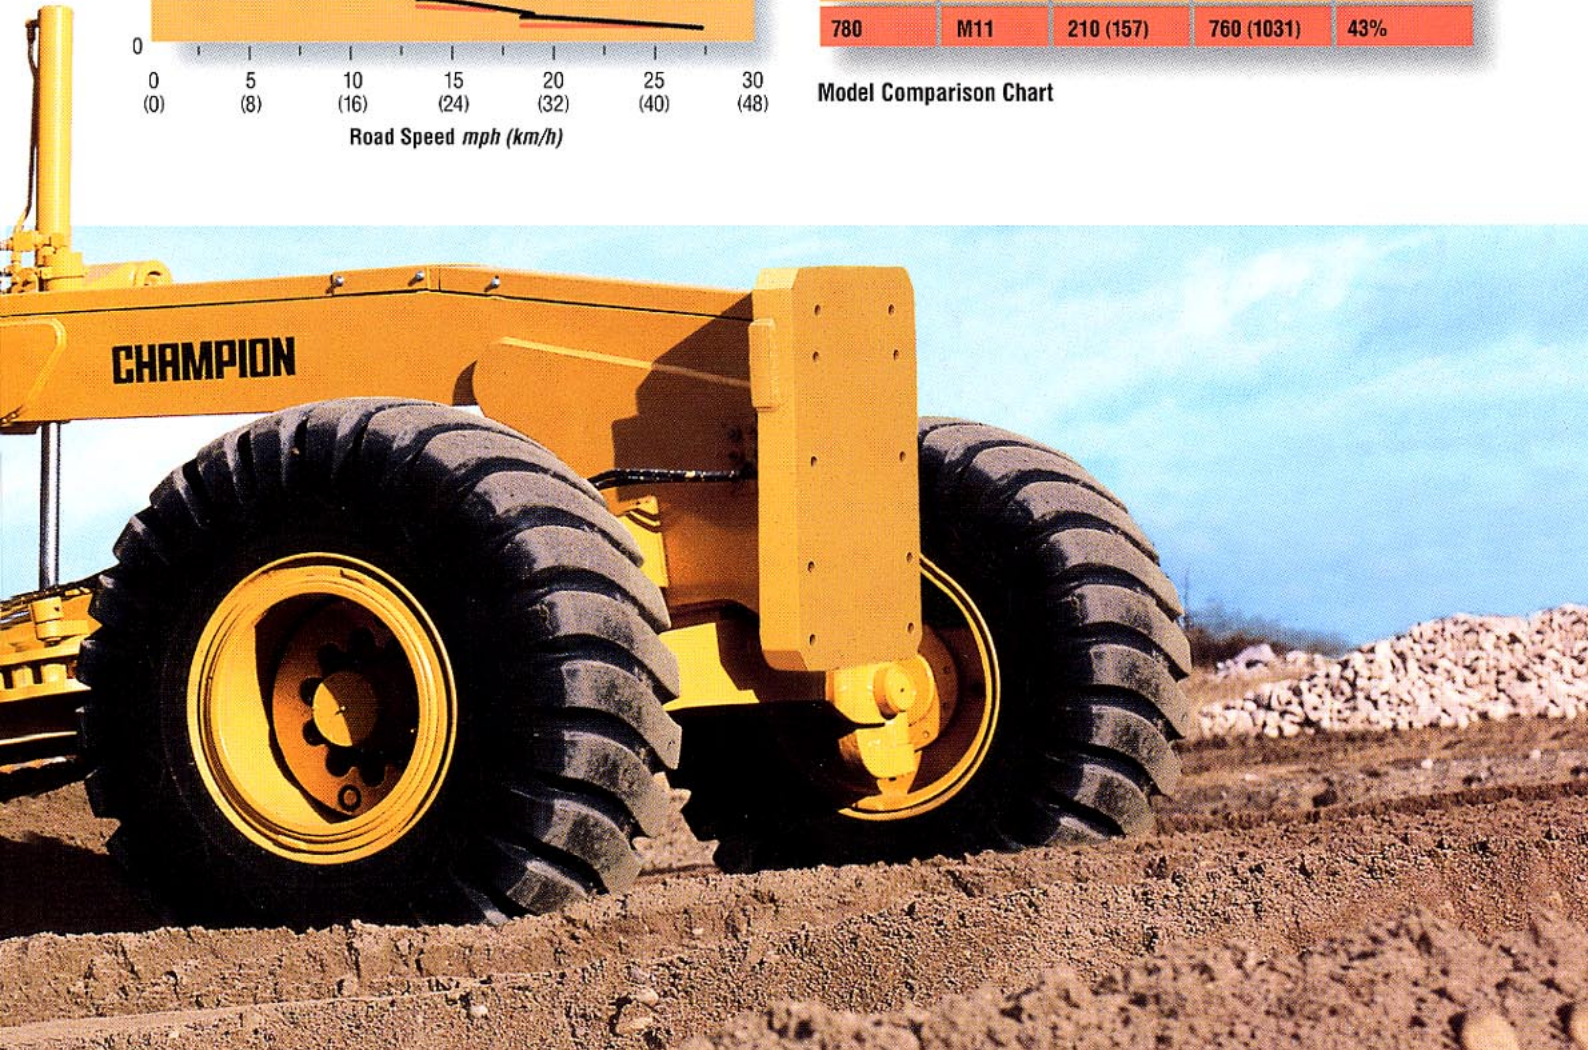 780 M11 210 (157) 760 (1031) 43%
0
0 5 10 15 20 25 30
(0) (8) (16) (24) (32) (40) (48)
Road Speed mph (km/h)
Model Comparison Chart
CHAMPION